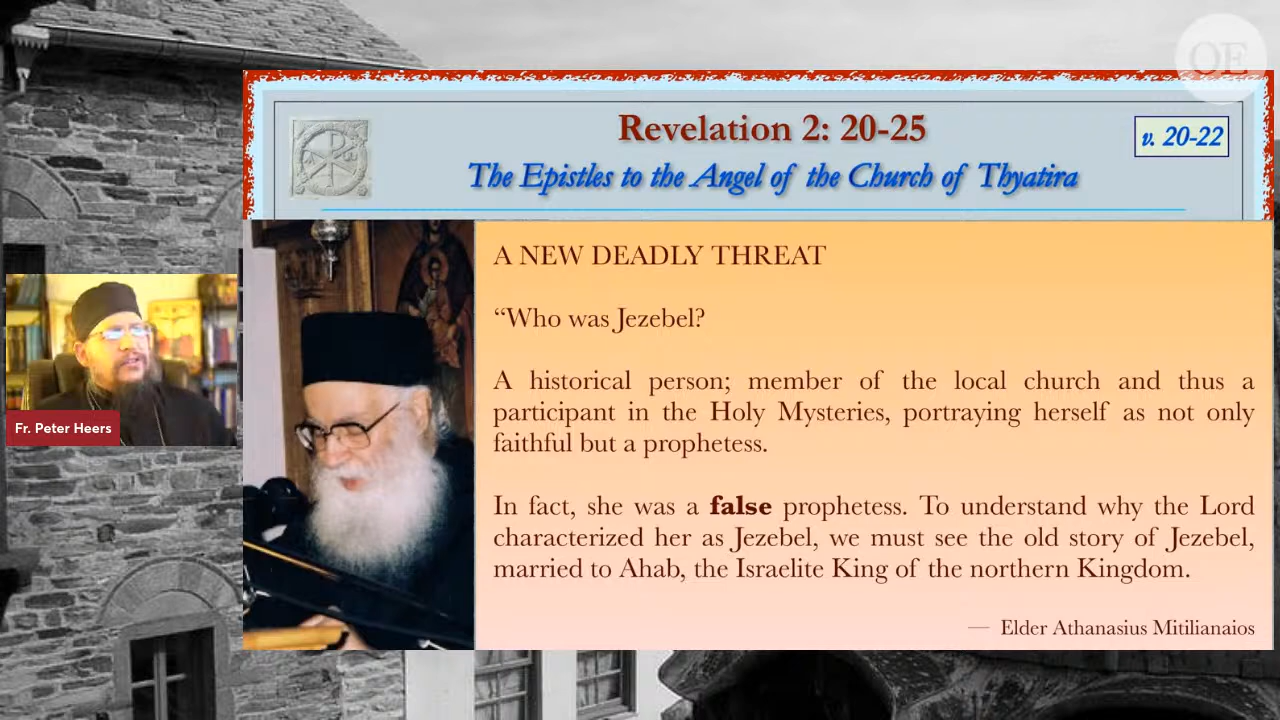 OE
Revelation 2: 20-25
v. 20-22
The Epistles to the Angel of the Church of Thyatira
A NEW DEADLY THREAT
“Who was Jezebel?
A historical person; member of the local church and thus a
participant in the Holy Mysteries, portraying herself as not only
faithful but a prophetess.
Fr. Peter Heers
In fact, she was a false prophetess. To understand why the Lord
characterized her as Jezebel, we must see the old story of Jezebel,
married to Ahab, the Israelite King of the northern Kingdom.
— Elder Athanasius Mitilianaios